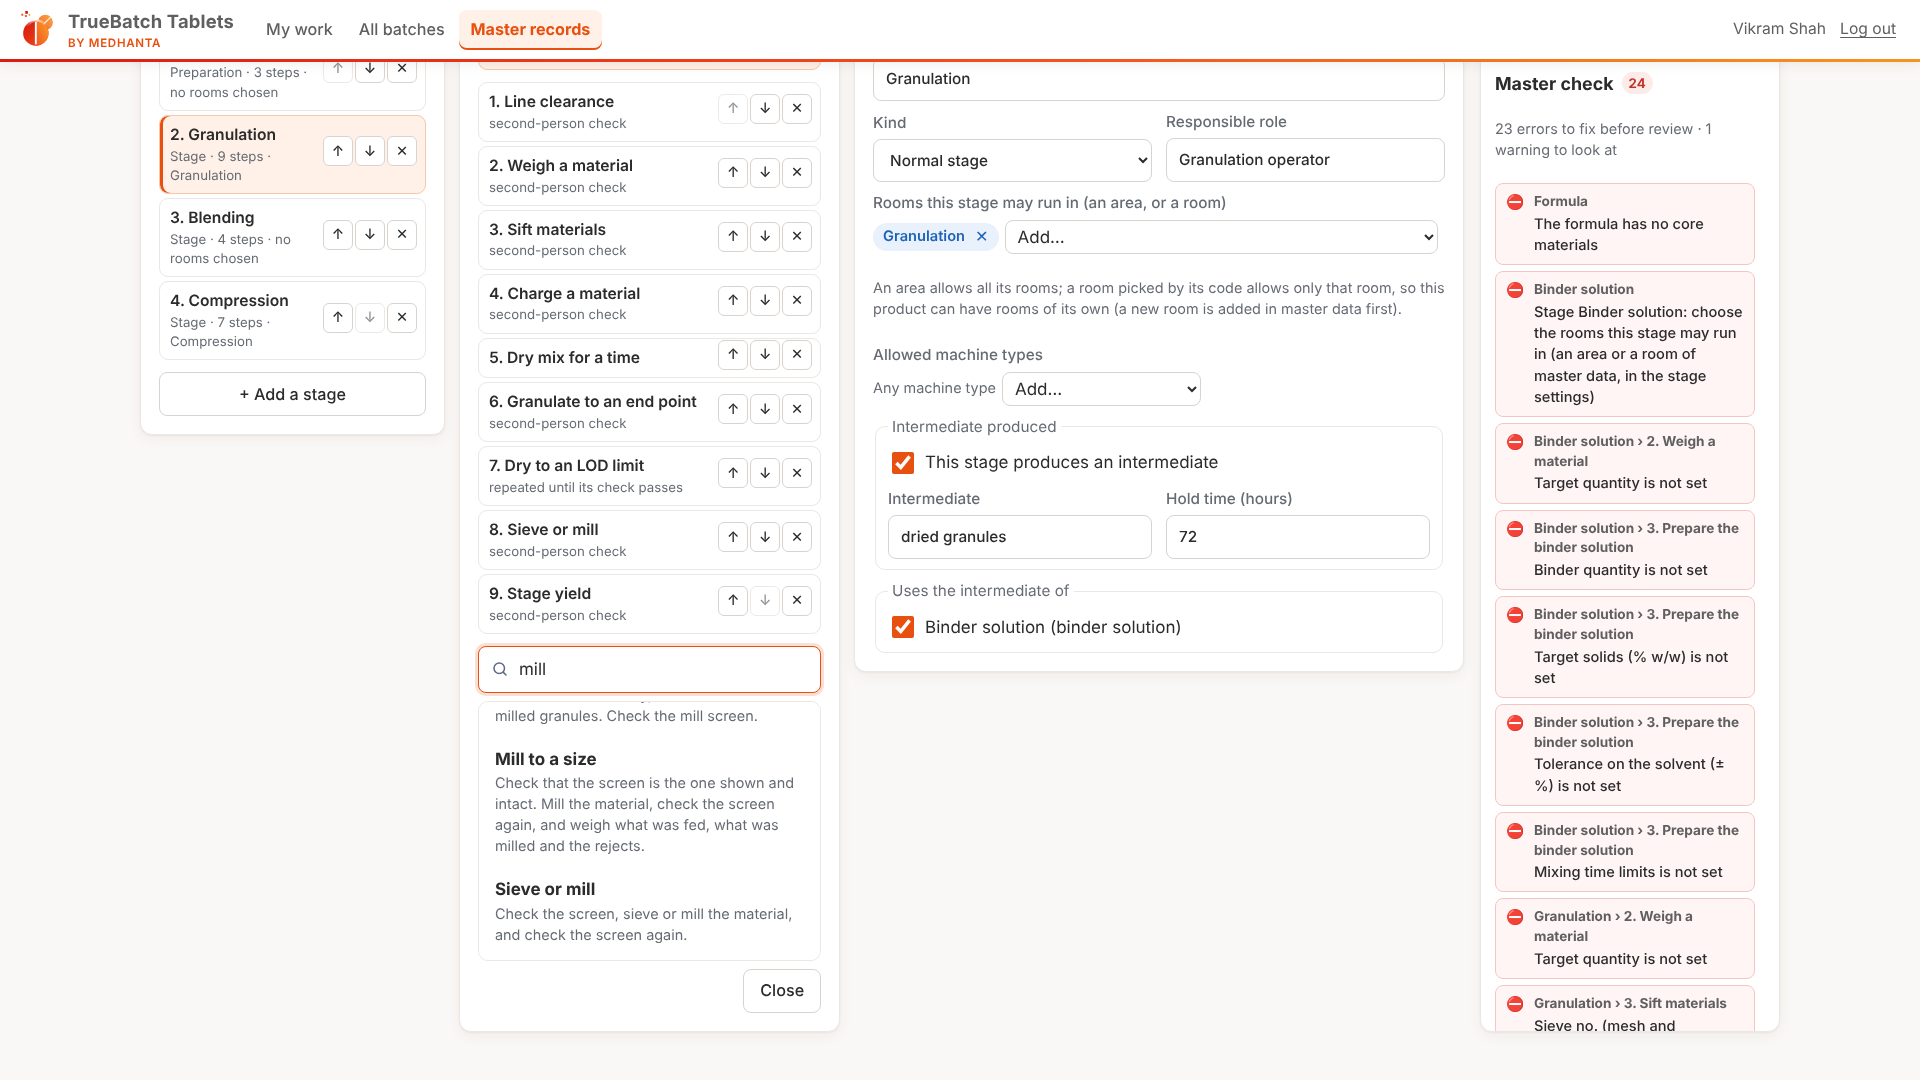 TrueBatch Tablets
BY MEDHANTA
My work
All batches
Master records
Vikram Shah
Log out
Preparation · 3 steps ·
no rooms chosen
↑ ↓ ✕
2. Granulation
Stage · 9 steps ·
Granulation
↑ ↓ ✕
3. Blending
Stage · 4 steps · no
rooms chosen
↑ ↓ ✕
4. Compression
Stage · 7 steps ·
Compression
↑ ↓ ✕
+ Add a stage
1. Line clearance
second-person check
↑ ↓ ✕
2. Weigh a material
second-person check
↑ ↓ ✕
3. Sift materials
second-person check
↑ ↓ ✕
4. Charge a material
second-person check
↑ ↓ ✕
5. Dry mix for a time
↑ ↓ ✕
6. Granulate to an end point
second-person check
↑ ↓ ✕
7. Dry to an LOD limit
repeated until its check passes
↑ ↓ ✕
8. Sieve or mill
second-person check
↑ ↓ ✕
9. Stage yield
second-person check
↑ ↓ ✕
mill
milled granules. Check the mill screen.
Mill to a size
Check that the screen is the one shown and
intact. Mill the material, check the screen
again, and weigh what was fed, what was
milled and the rejects.
Sieve or mill
Check the screen, sieve or mill the material,
and check the screen again.
Close
Granulation
Kind
Normal stage
Responsible role
Granulation operator
Rooms this stage may run in (an area, or a room)
Granulation ✕
Add...
An area allows all its rooms; a room picked by its code allows only that room, so this
product can have rooms of its own (a new room is added in master data first).
Allowed machine types
Any machine type
Add...
Intermediate produced
This stage produces an intermediate
Intermediate
dried granules
Hold time (hours)
72
Uses the intermediate of
Binder solution (binder solution)
Master check 24
23 errors to fix before review · 1
warning to look at
Formula
The formula has no core
materials
Binder solution
Stage Binder solution: choose
the rooms this stage may run
in (an area or a room of
master data, in the stage
settings)
Binder solution › 2. Weigh a
material
Target quantity is not set
Binder solution › 3. Prepare the
binder solution
Binder quantity is not set
Binder solution › 3. Prepare the
binder solution
Target solids (% w/w) is not
set
Binder solution › 3. Prepare the
binder solution
Tolerance on the solvent (±
%) is not set
Binder solution › 3. Prepare the
binder solution
Mixing time limits is not set
Granulation › 2. Weigh a
material
Target quantity is not set
Granulation › 3. Sift materials
Sieve no. (mesh and